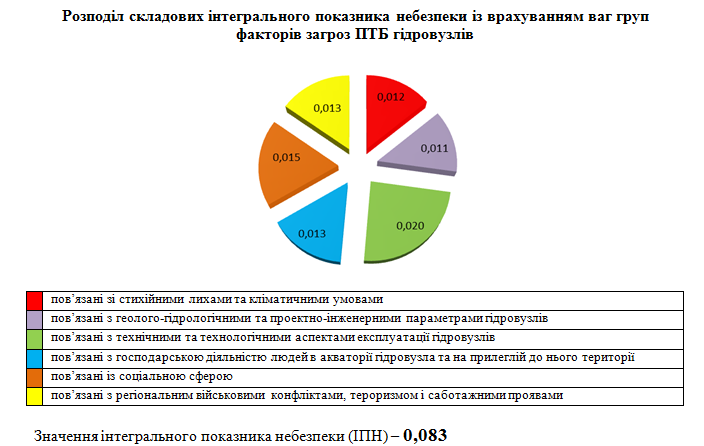 Розподіл складових інтегрального показника небезпеки із врахуванням ваг груп
факторів загроз ПТБ гідровузлів
0,013
0,012
0,011
0,015
0,020
0,013
пов’язані зі стихійними лихами та кліматичними умовами
пов’язані з геолого-гідрологічними та проектно-інженерними параметрами гідровузлів
пов’язані з технічними та технологічними аспектами експлуатації гідровузлів
пов’язані з господарською діяльністю людей в акваторії гідровузла та на прилеглій до нього території
пов’язані із соціальною сферою
пов’язані з регіональним військовими конфліктами, тероризмом і саботажними проявами
Значення інтегрального показника небезпеки (ІПН) – 0,083